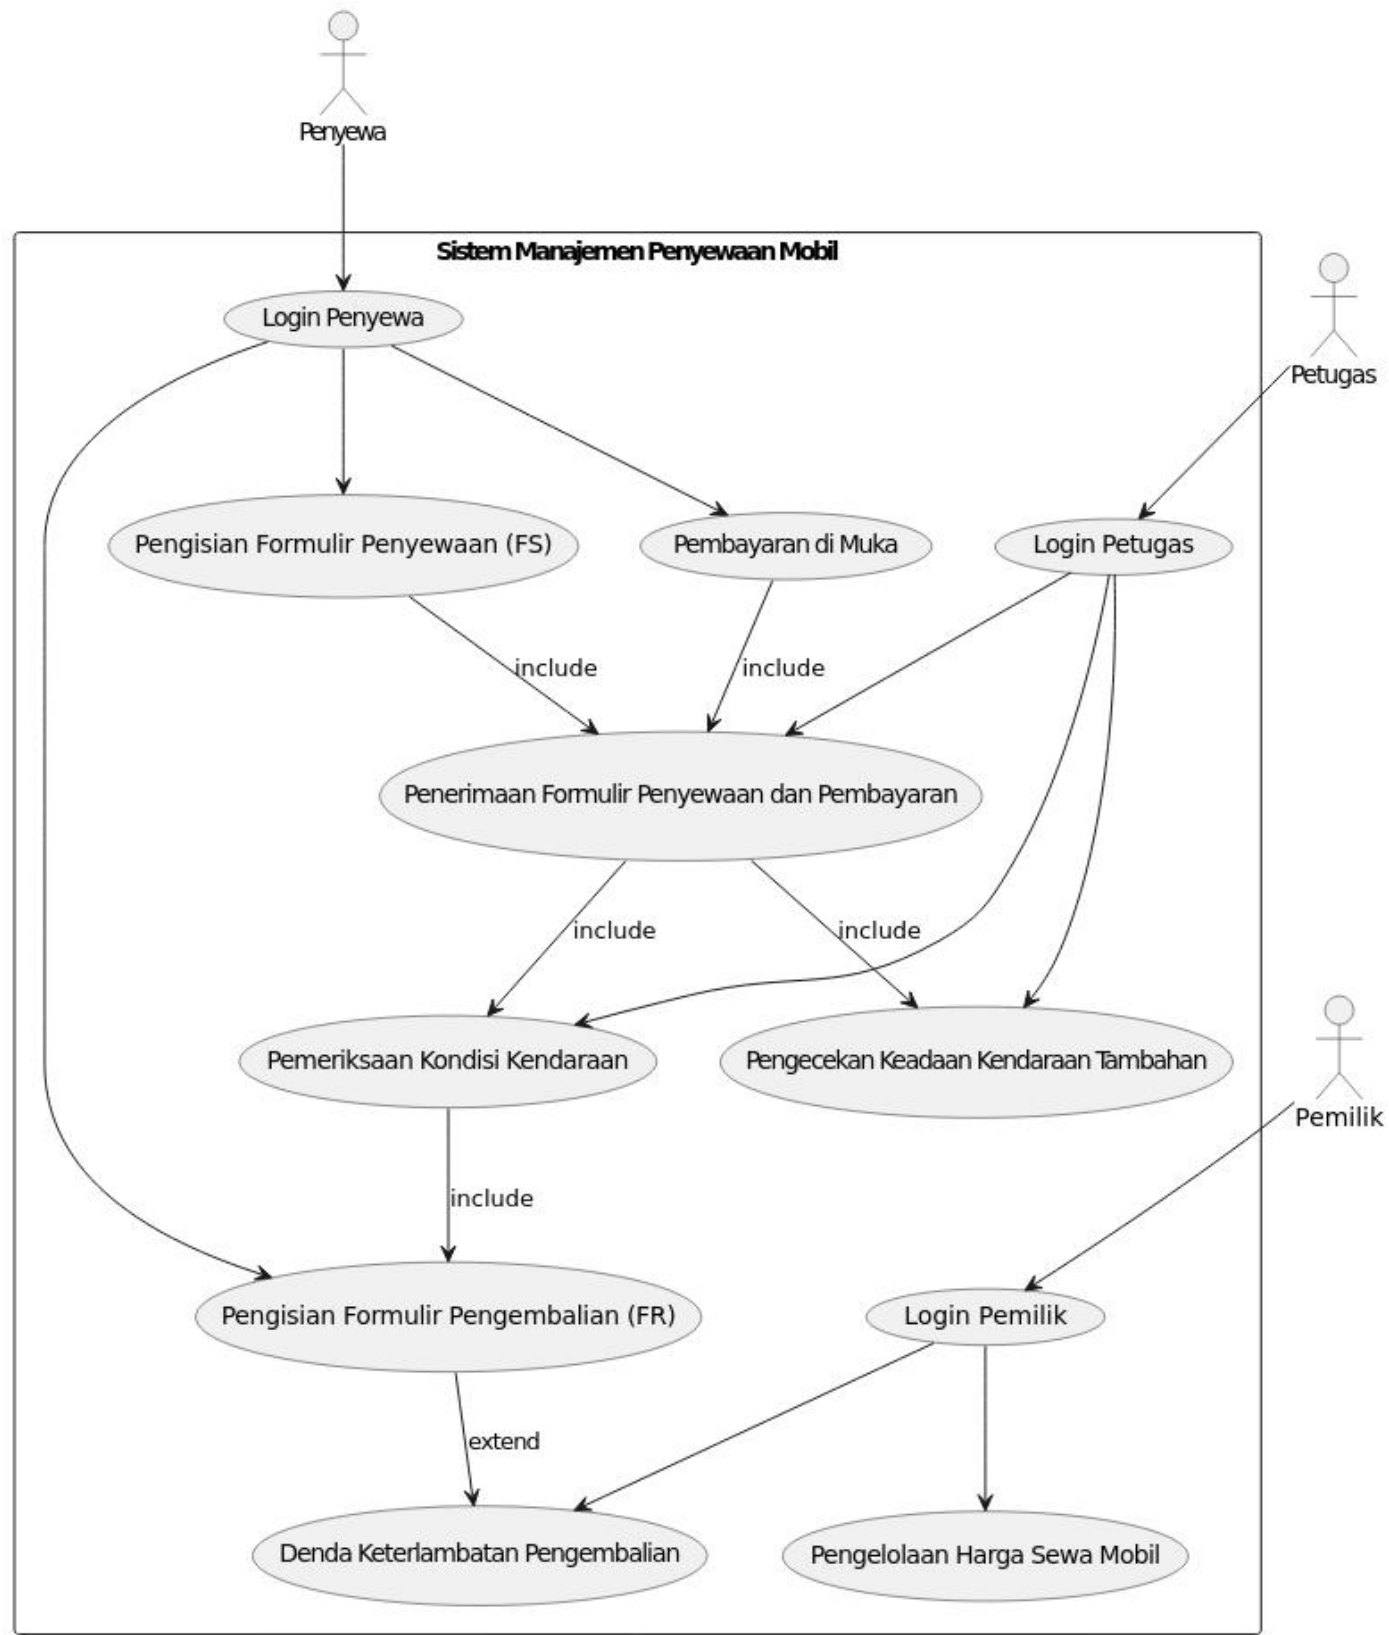 Penyewa
Sistem Manajemen Penyewaan Mobil
Login Penyewa
Petugas
Pengisian Formulir Penyewaan (FS)
Pembayaran di Muka
Login Petugas
include
include
Penerimaan Formulir Penyewaan dan Pembayaran
include
include
Pemeriksaan Kondisi Kendaraan
Pengecekan Keadaan Kendaraan Tambahan
Pemilik
include
Pengisian Formulir Pengembalian (FR)
Login Pemilik
extend
Denda Keterlambatan Pengembalian
Pengelolaan Harga Sewa Mobil